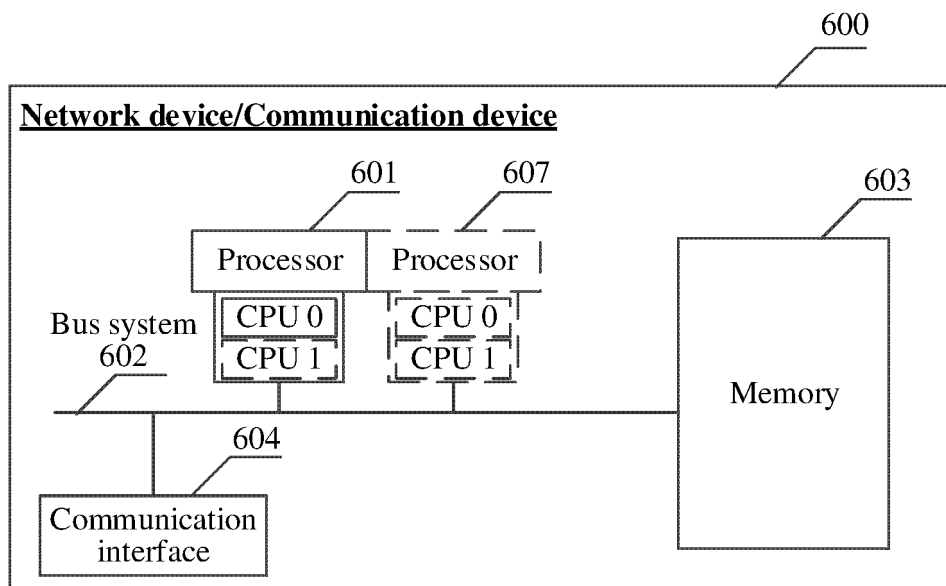 600
Network device/Communication device
601
607
603
Processor
Processor
CPU 0
CPU 0
Bus system
CPU 1
CPU 1
602
Memory
604
Communication
interface